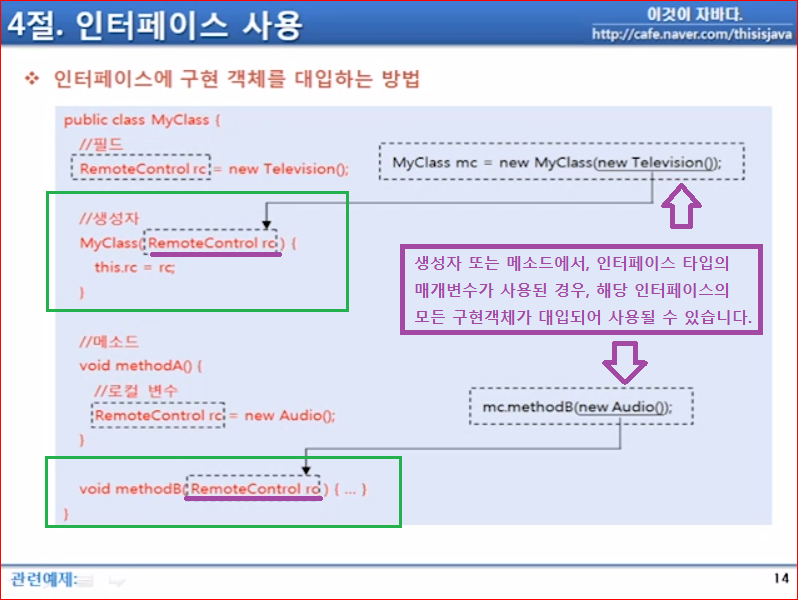 4절. 인터페이스 사용
이것이 자바다.
http://cafe.naver.com/thisisjava
❖ 인터페이스에 구현 객체를 대입하는 방법
public class MyClass {
//필드
RemoteControl rc = new Television();
MyClass mc = new MyClass(new Television());
//생성자
MyClass( RemoteControl rc ) {
this.rc = rc;
}
생성자 또는 메소드에서, 인터페이스 타입의
매개변수가 사용된 경우, 해당 인터페이스의
모든 구현객체가 대입되어 사용될 수 있습니다.
//메소드
void methodA() {
//로컬 변수
RemoteControl rc = new Audio();
}
mc.methodB(new Audio());
void methodB( RemoteControl rc ) { ... }
}
관련예제:
14